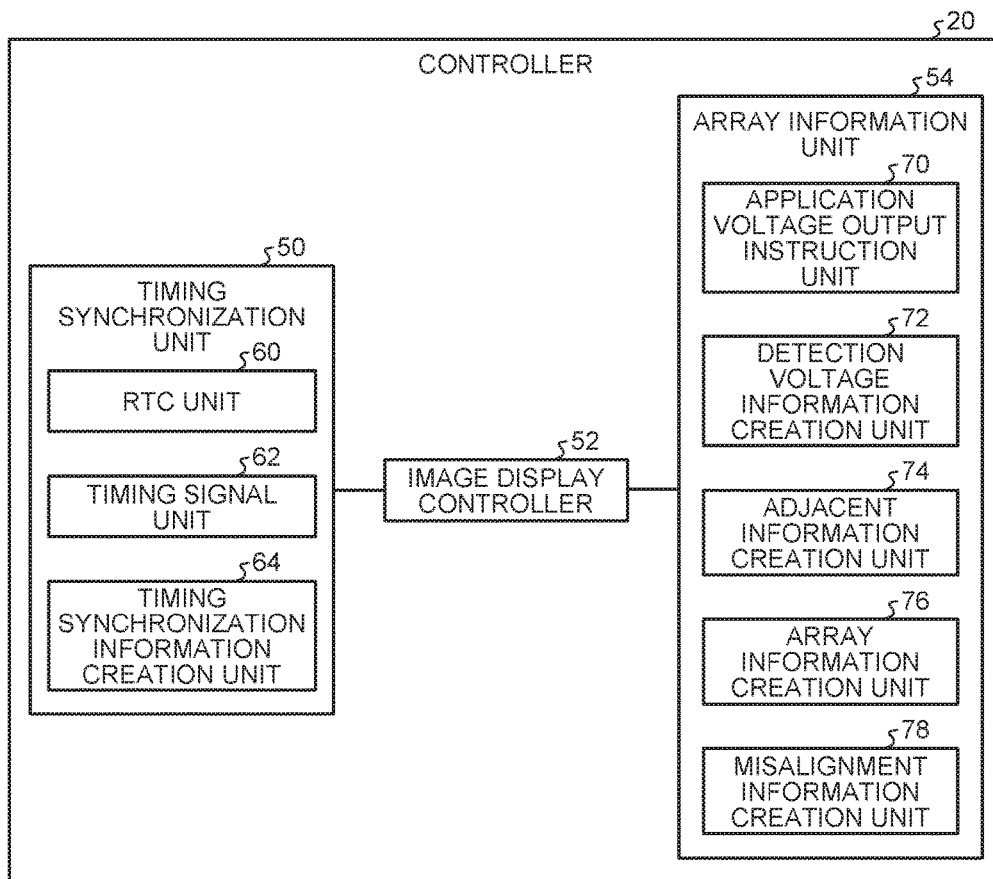 20
CONTROLLER
50
TIMING
SYNCHRONIZATION
UNIT
60
RTC UNIT
62
TIMING SIGNAL
UNIT
64
TIMING
SYNCHRONIZATION
INFORMATION
CREATION UNIT
52
IMAGE DISPLAY
CONTROLLER
54
ARRAY INFORMATION
UNIT
70
APPLICATION
VOLTAGE OUTPUT
INSTRUCTION
UNIT
72
DETECTION
VOLTAGE
INFORMATION
CREATION UNIT
74
ADJACENT
INFORMATION
CREATION UNIT
76
ARRAY
INFORMATION
CREATION UNIT
78
MISALIGNMENT
INFORMATION
CREATION UNIT